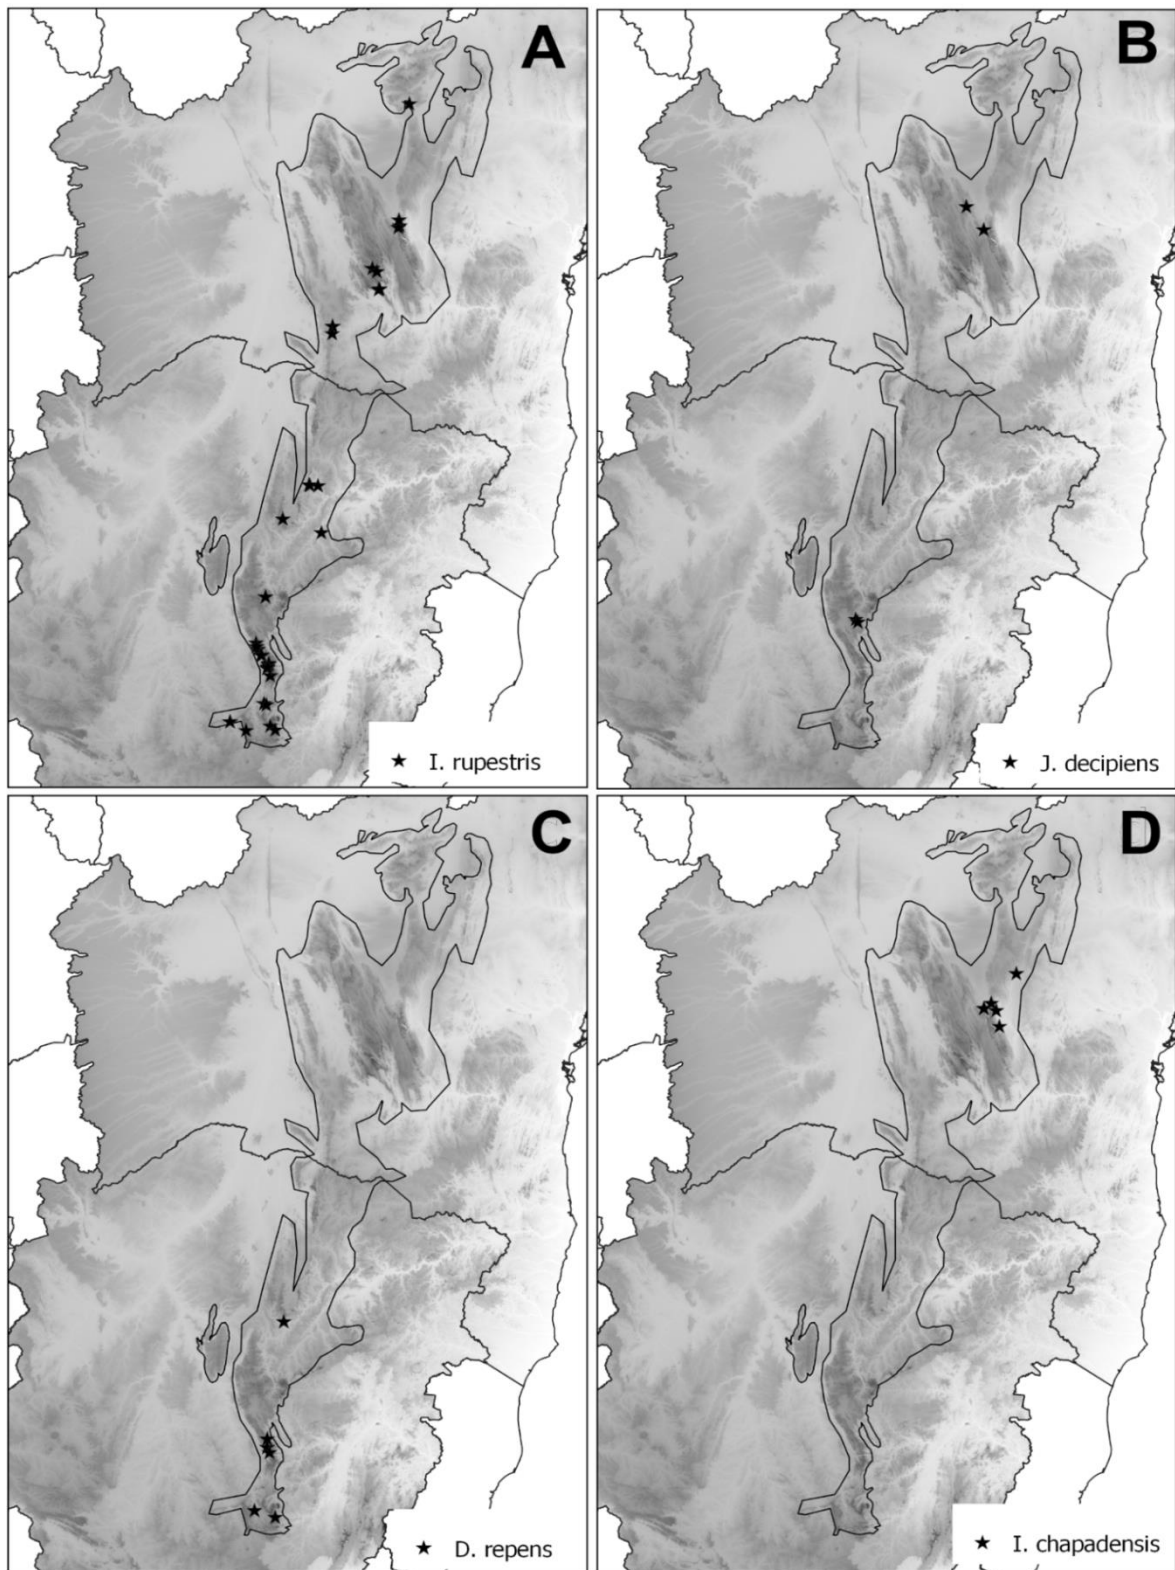 A
B
★ I. rupestris
★ J. decipiens
C
D
★ D. repens
★ I. chapadensis